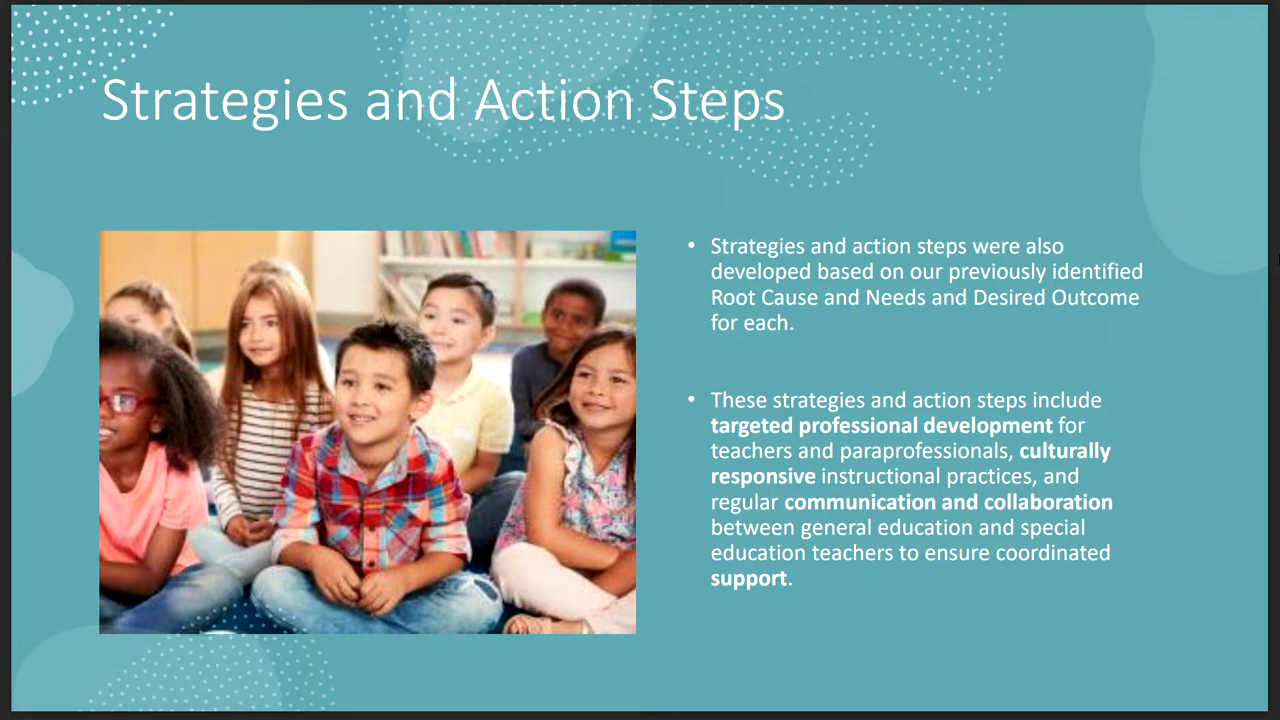 Strategies and Action Steps
• Strategies and action steps were also
developed based on our previously identified
Root Cause and Needs and Desired Outcome
for each.
• These strategies and action steps include
targeted professional development for
teachers and paraprofessionals, culturally
responsive instructional practices, and
regular communication and collaboration
between general education and special
education teachers to ensure coordinated
support.